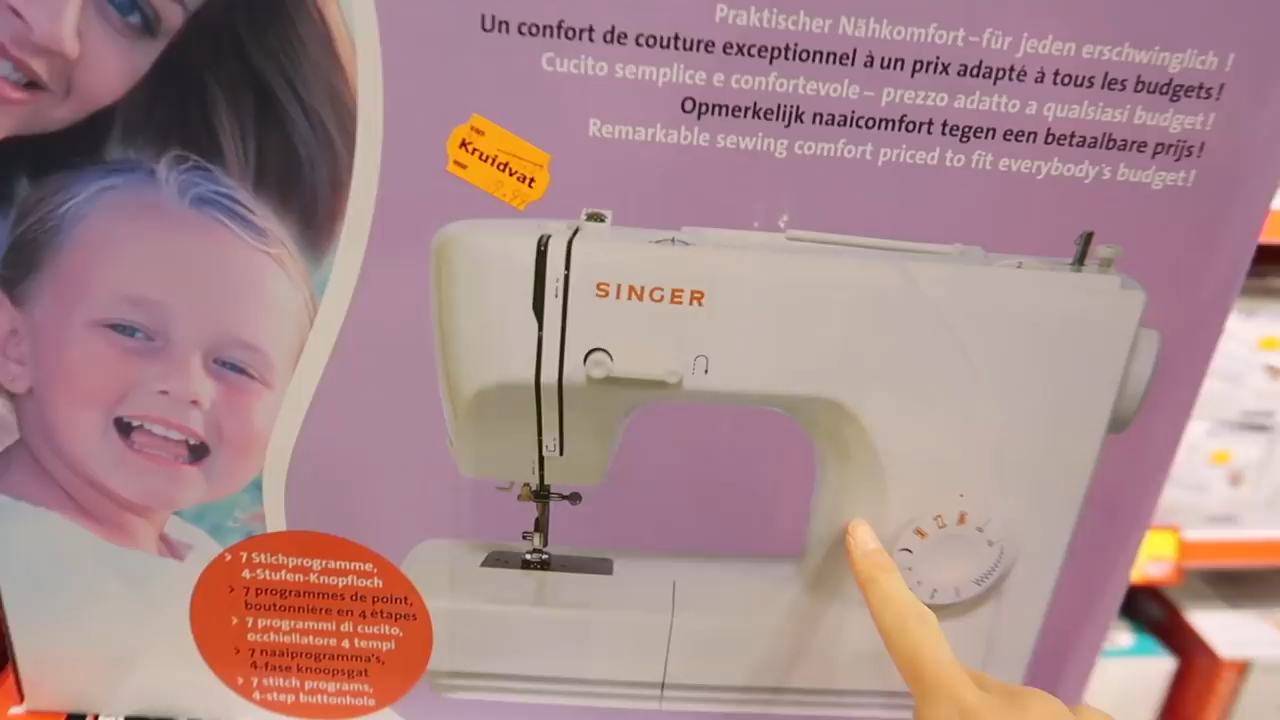 Praktischer Nähkomfort – für jeden erschwinglich !
Un confort de couture exceptionnel à un prix adapté à tous les budgets!
Cucito semplice e confortevole – prezzo adatto a qualsiasi budget!
Opmerkelijk naaicomfort tegen een betaalbare prijs!
Remarkable sewing comfort priced to fit everybody's budget!
van
Kruidvat
voor
SINGER
> 7 Stichprogramme,
4-Stufen-Knopfloch
> 7 programmes de point,
boutonnière en 4 étapes
> 7 programmi di cucito,
occhiellatore 4 tempi
> 7 naaiprogramma's,
4-fase knoopsgat
> 7 stitch programs,
4-step buttonhole